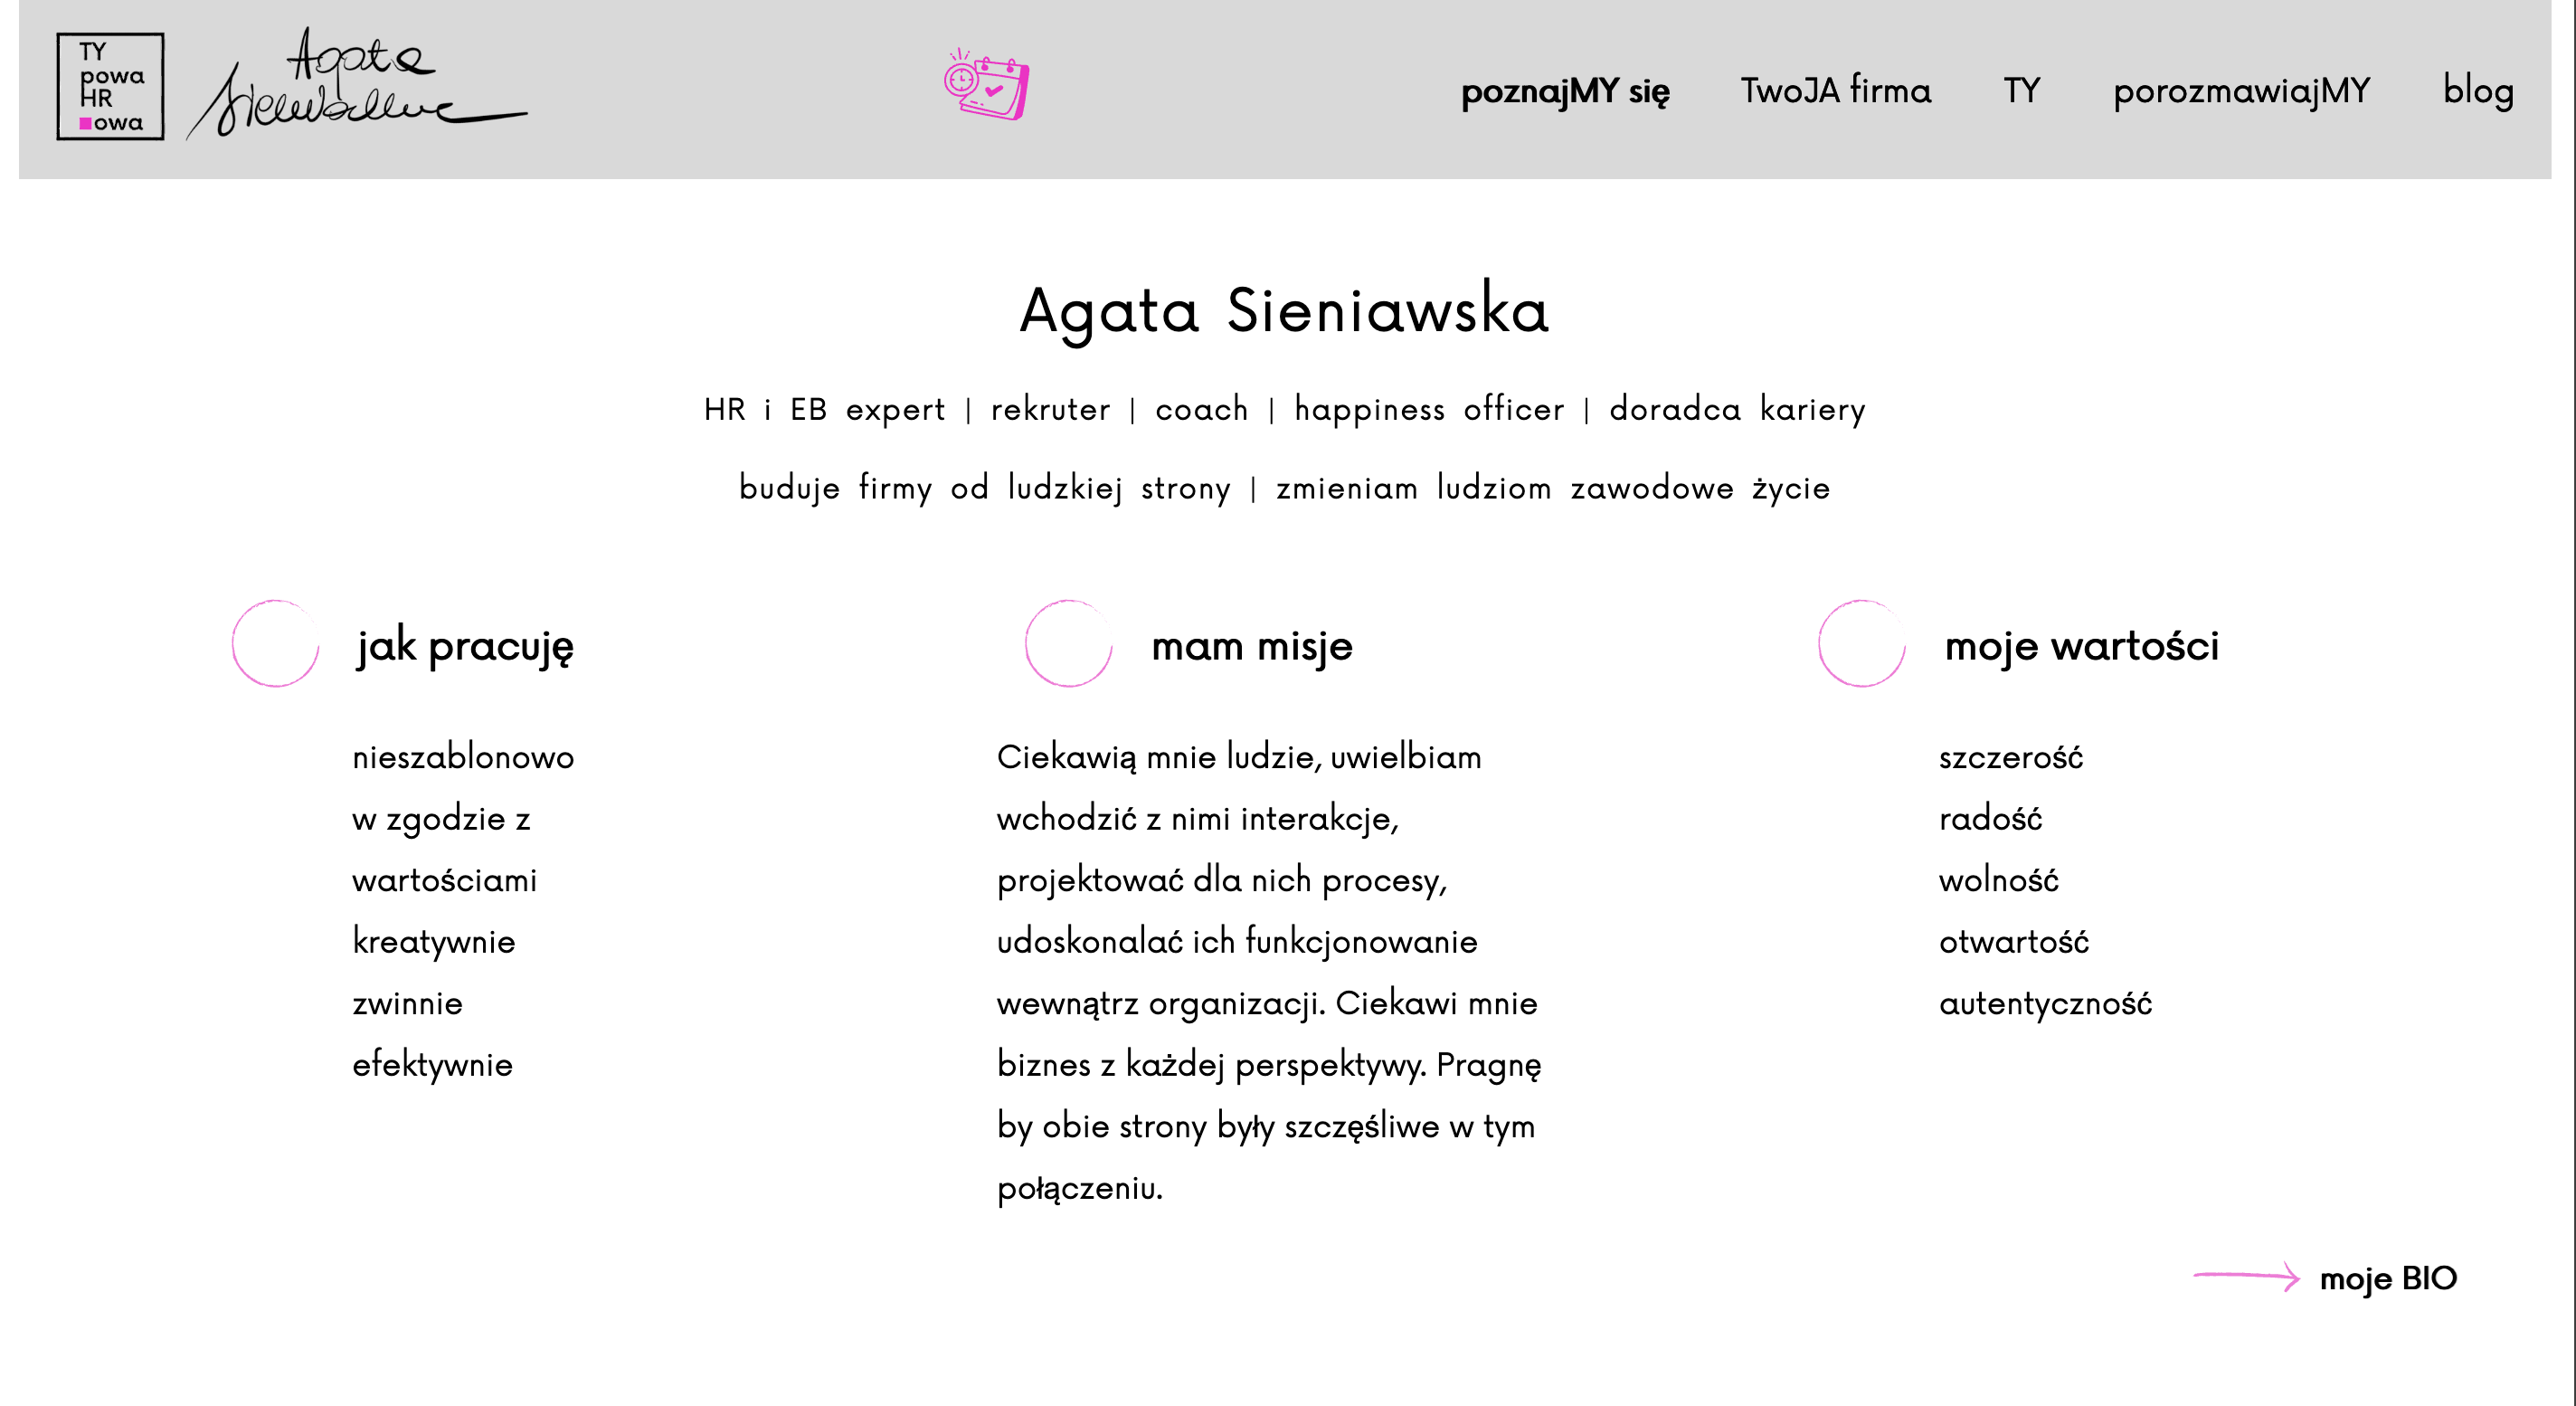 TY
powa
HR
owa
Agata
Sieniawska
poznajMY się
TwoJA firma
TY
porozmawiajMY
blog
Agata Sieniawska
HR i EB expert | rekruter | coach | happiness officer | doradca kariery
buduje firmy od ludzkiej strony | zmieniam ludziom zawodowe życie
jak pracuję
nieszablonowo
w zgodzie z
wartościami
kreatywnie
zwinnie
efektywnie
mam misje
Ciekawią mnie ludzie, uwielbiam
wchodzić z nimi interakcje,
projektować dla nich procesy,
udoskonalać ich funkcjonowanie
wewnątrz organizacji. Ciekawi mnie
biznes z każdej perspektywy. Pragnę
by obie strony były szczęśliwe w tym
połączeniu.
moje wartości
szczerość
radość
wolność
otwartość
autentyczność
moje BIO